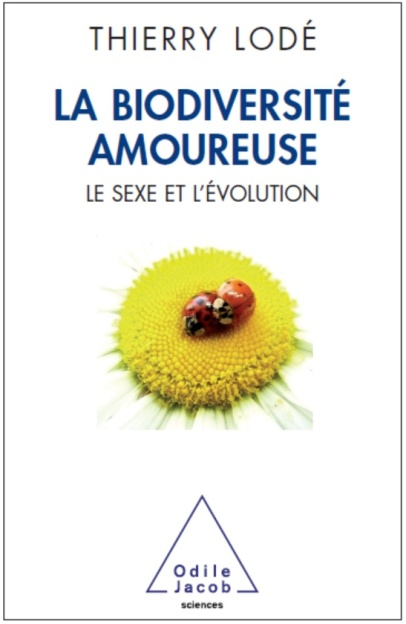 THIERRY LODÉ
LA BIODIVERSITÉ
AMOUREUSE
LE SEXE ET L'ÉVOLUTION
Odile
Jacob
sciences